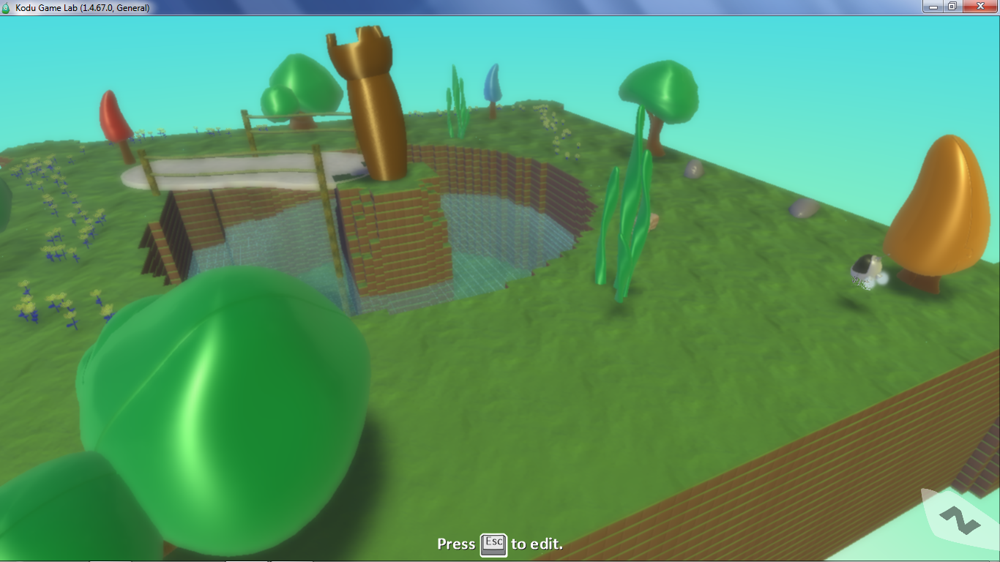 Kodu Game Lab (1.4.67.0, General)
Press Esc to edit.